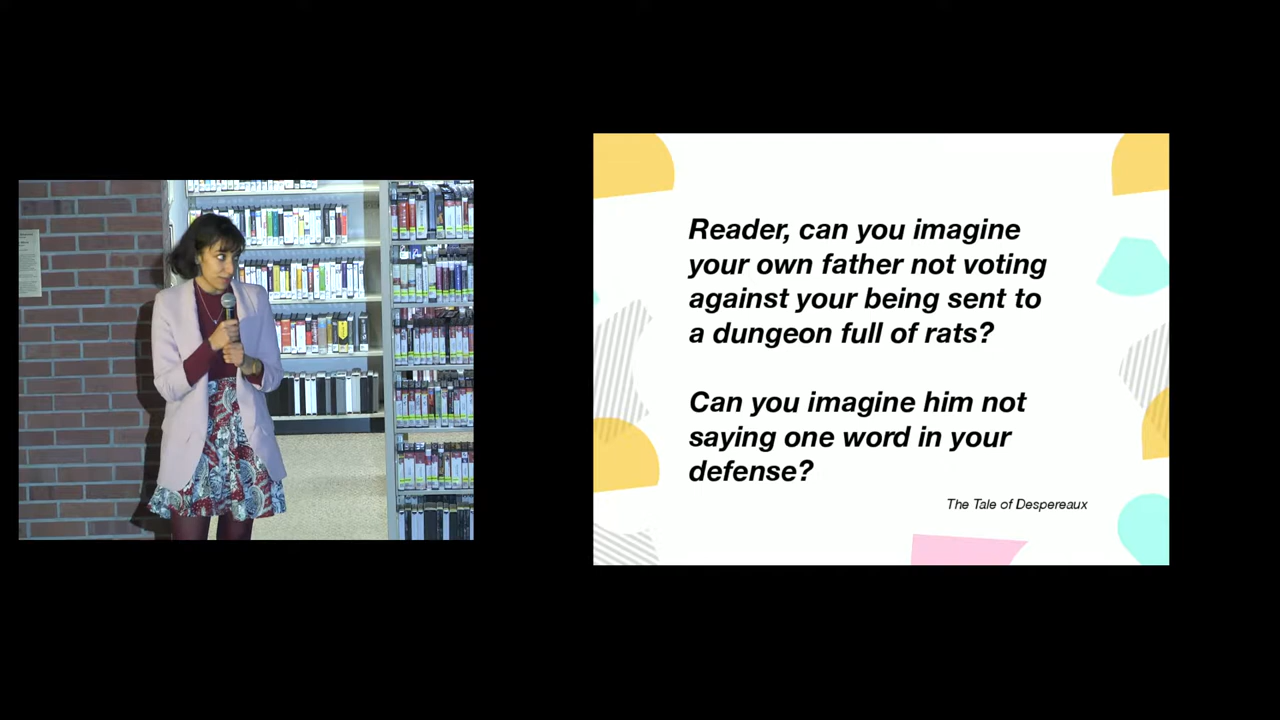 Reader, can you imagine
your own father not voting
against your being sent to
a dungeon full of rats?
Can you imagine him not
saying one word in your
defense?
The Tale of Despereaux